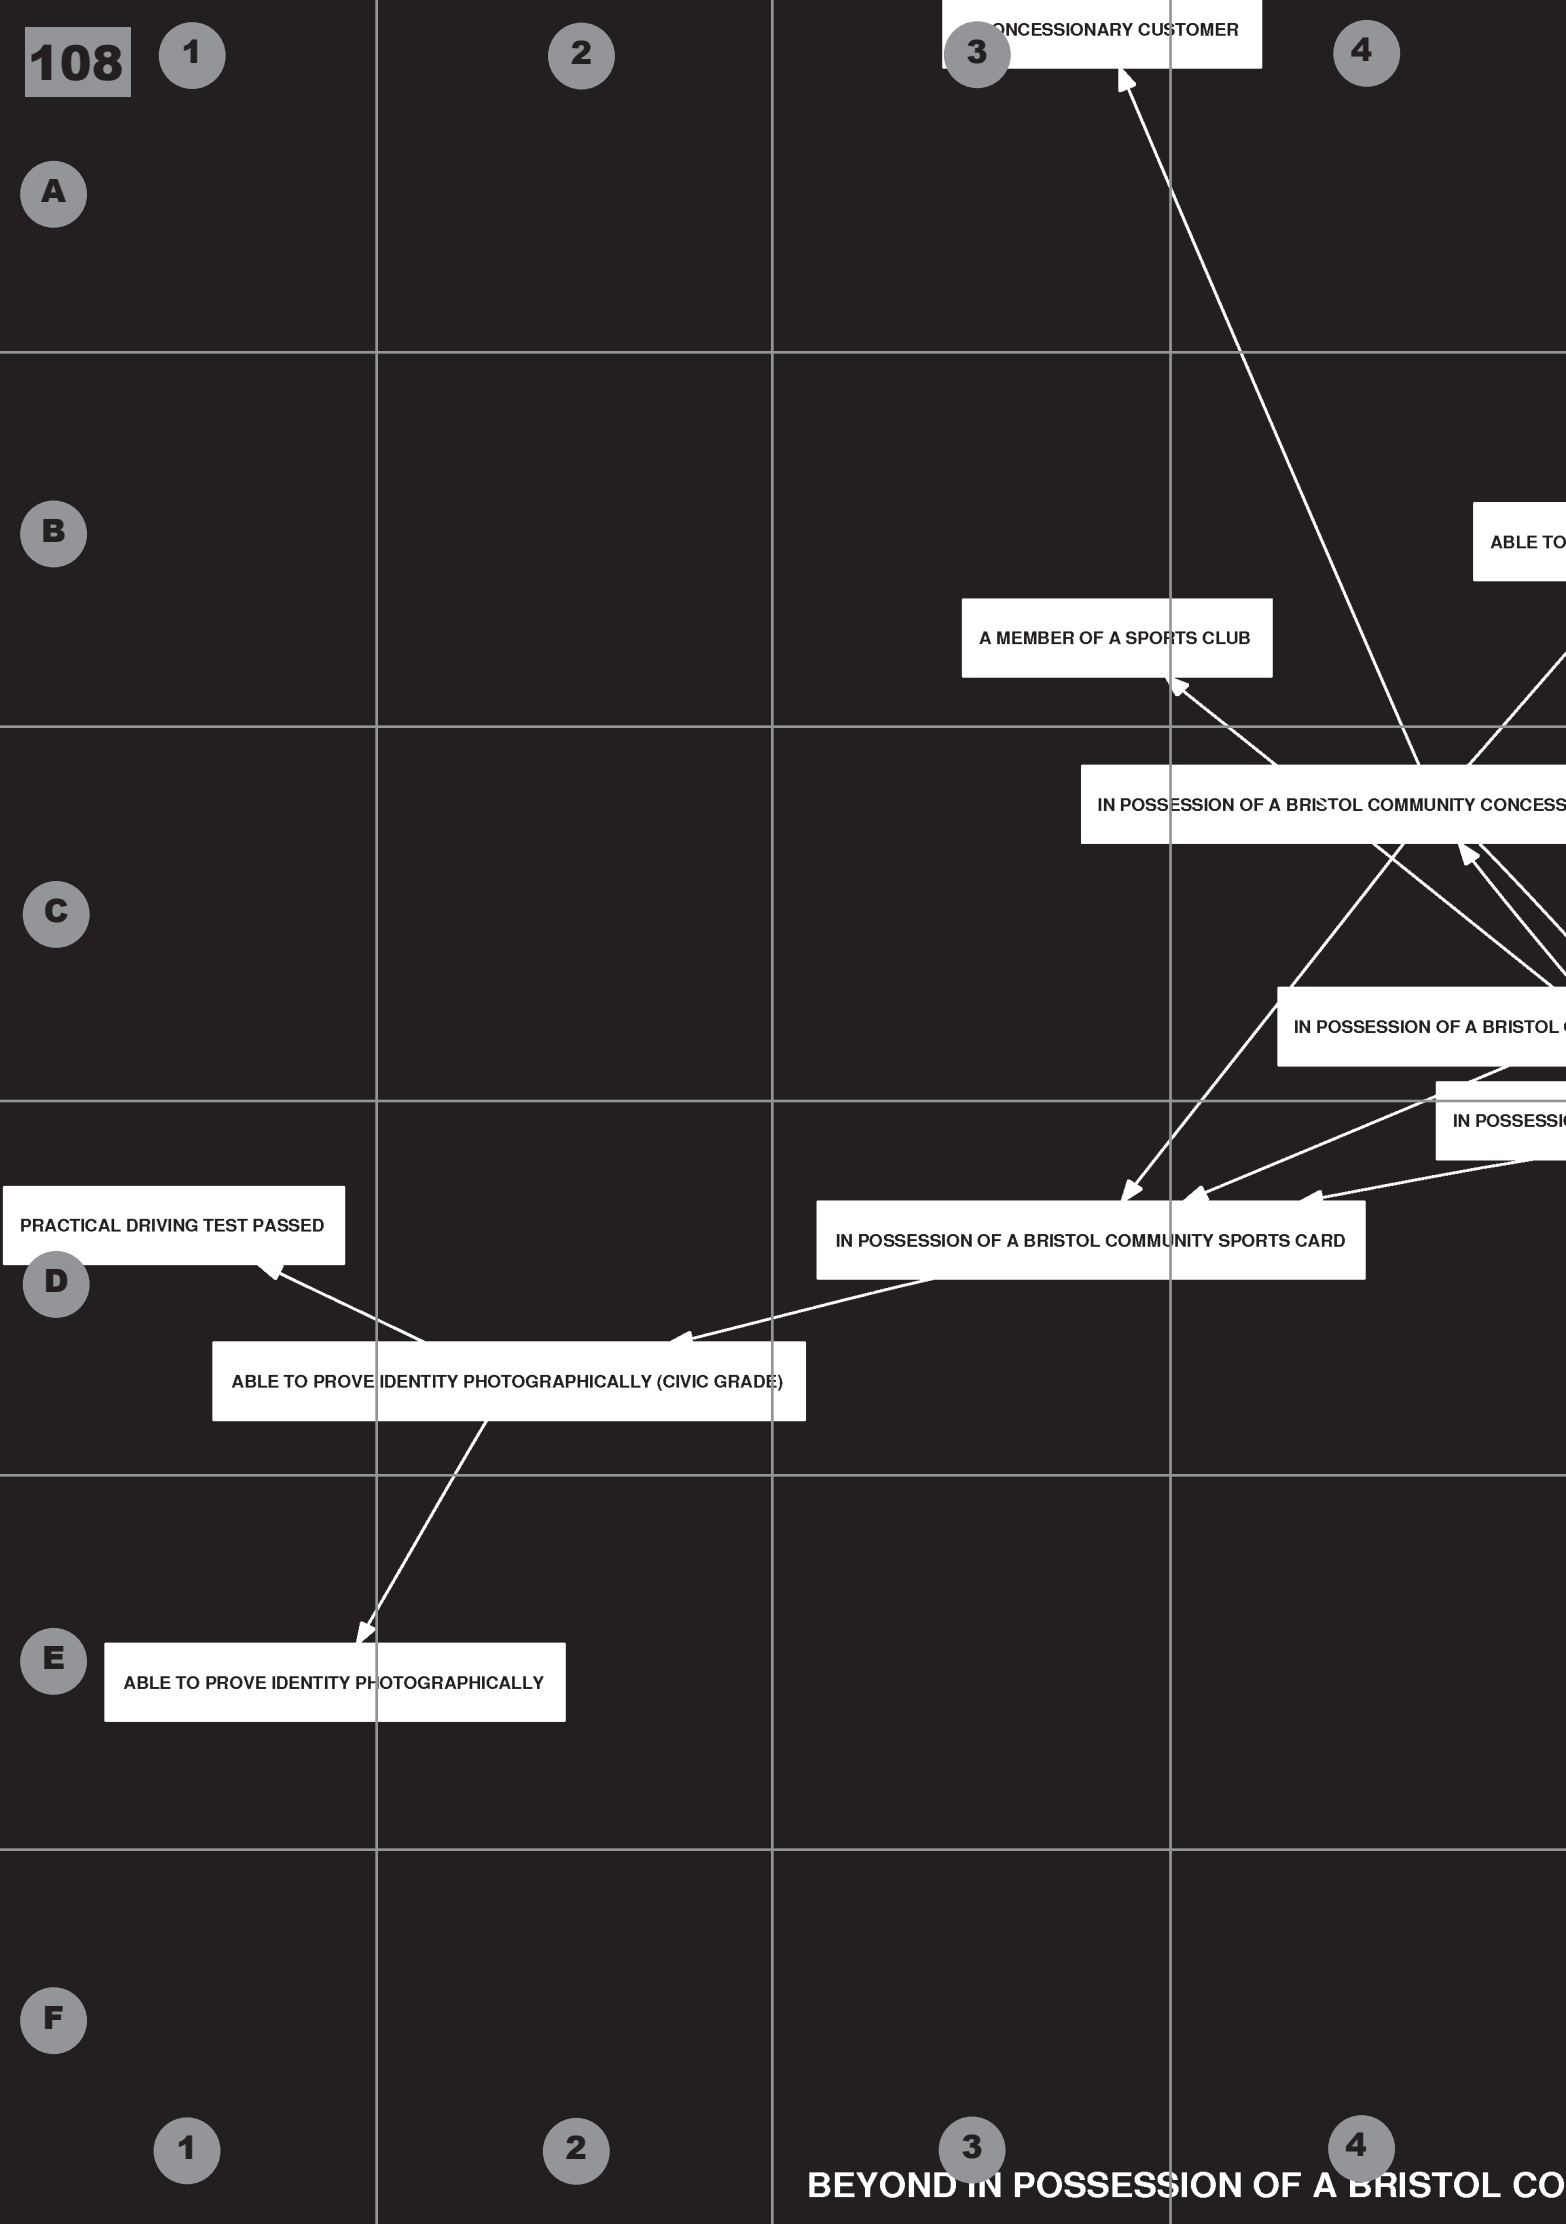 108 1 2 3 4
ONCESSIONARY CUSTOMER
A
B
ABLE TO
A MEMBER OF A SPORTS CLUB
IN POSSESSION OF A BRISTOL COMMUNITY CONCESS
C
IN POSSESSION OF A BRISTOL
IN POSSESSI
PRACTICAL DRIVING TEST PASSED
IN POSSESSION OF A BRISTOL COMMUNITY SPORTS CARD
D
ABLE TO PROVE IDENTITY PHOTOGRAPHICALLY (CIVIC GRADE)
E
ABLE TO PROVE IDENTITY PHOTOGRAPHICALLY
F
1 2 3 4
BEYOND IN POSSESSION OF A BRISTOL CO